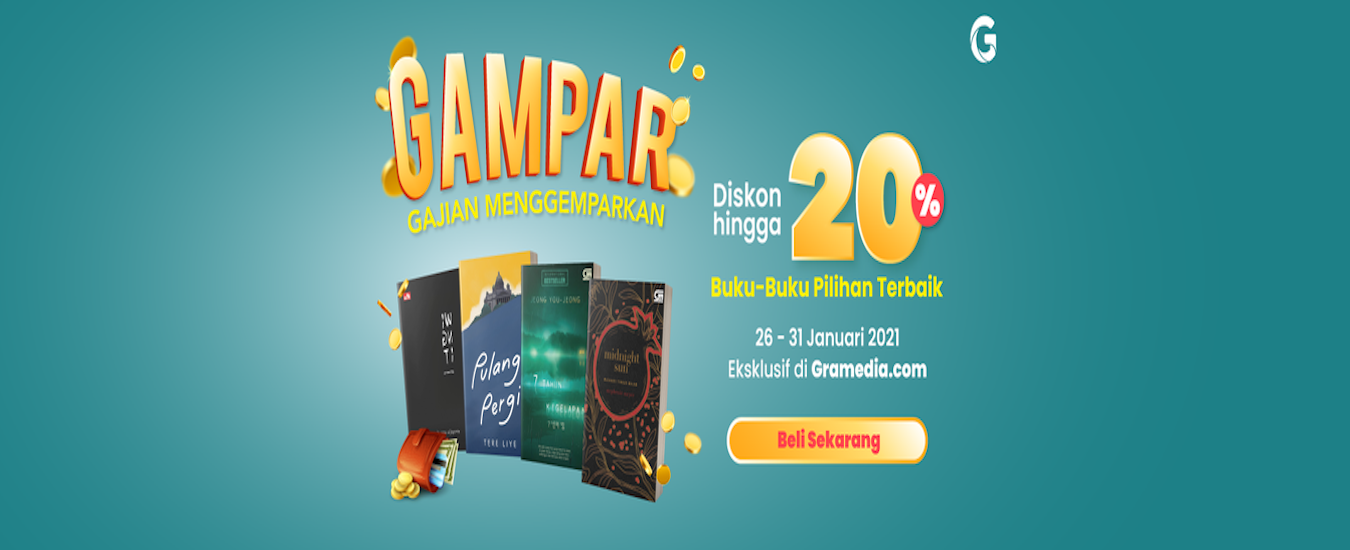 G
GAMPAR
GAJIAN MENGGEMPARKAN
Diskon
hingga
20%
Buku-Buku Pilihan Terbaik
26 - 31 Januari 2021
Eksklusif di Gramedia.com
Beli Sekarang
Pulang
Pergi
TERE LIYE
BESTSELLER
JEONG YOU-JEONG
7 TAHUN
KEGELAPAN
midnight
sun